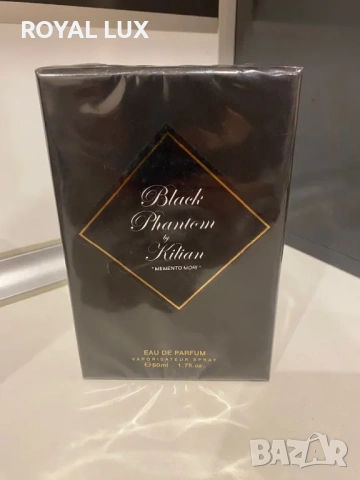 ROYAL LUX
Black
Phantom
by
Kilian
"MEMENTO MORI"
EAU DE PARFUM
VAPORISATEUR SPRAY
℮50ml 1.7fl.oz.
BAZAR